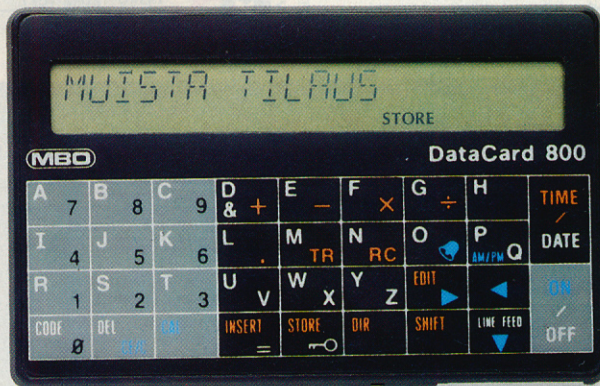 MUISTA TILAUS
STORE
MBO DataCard 800
A 7 B 8 C 9 D & + E − F × G ÷ H TIME / DATE
I 4 J 5 K 6 L . M TR N RC O P AM/PM Q
R 1 S 2 T 3 U V W X Y Z EDIT ON / OFF
CODE 0 DEL INSERT = STORE DIR SHIFT LINE FEED